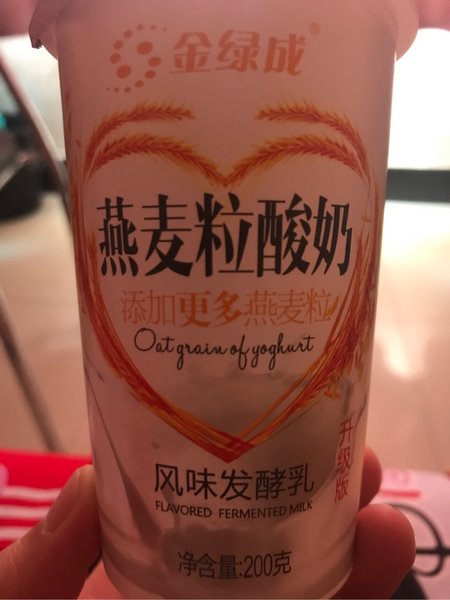 金绿成®
燕麦粒酸奶
添加更多燕麦粒
Oat grain of yoghurt
升级版
风味发酵乳
FLAVORED FERMENTED MILK
净含量:200克